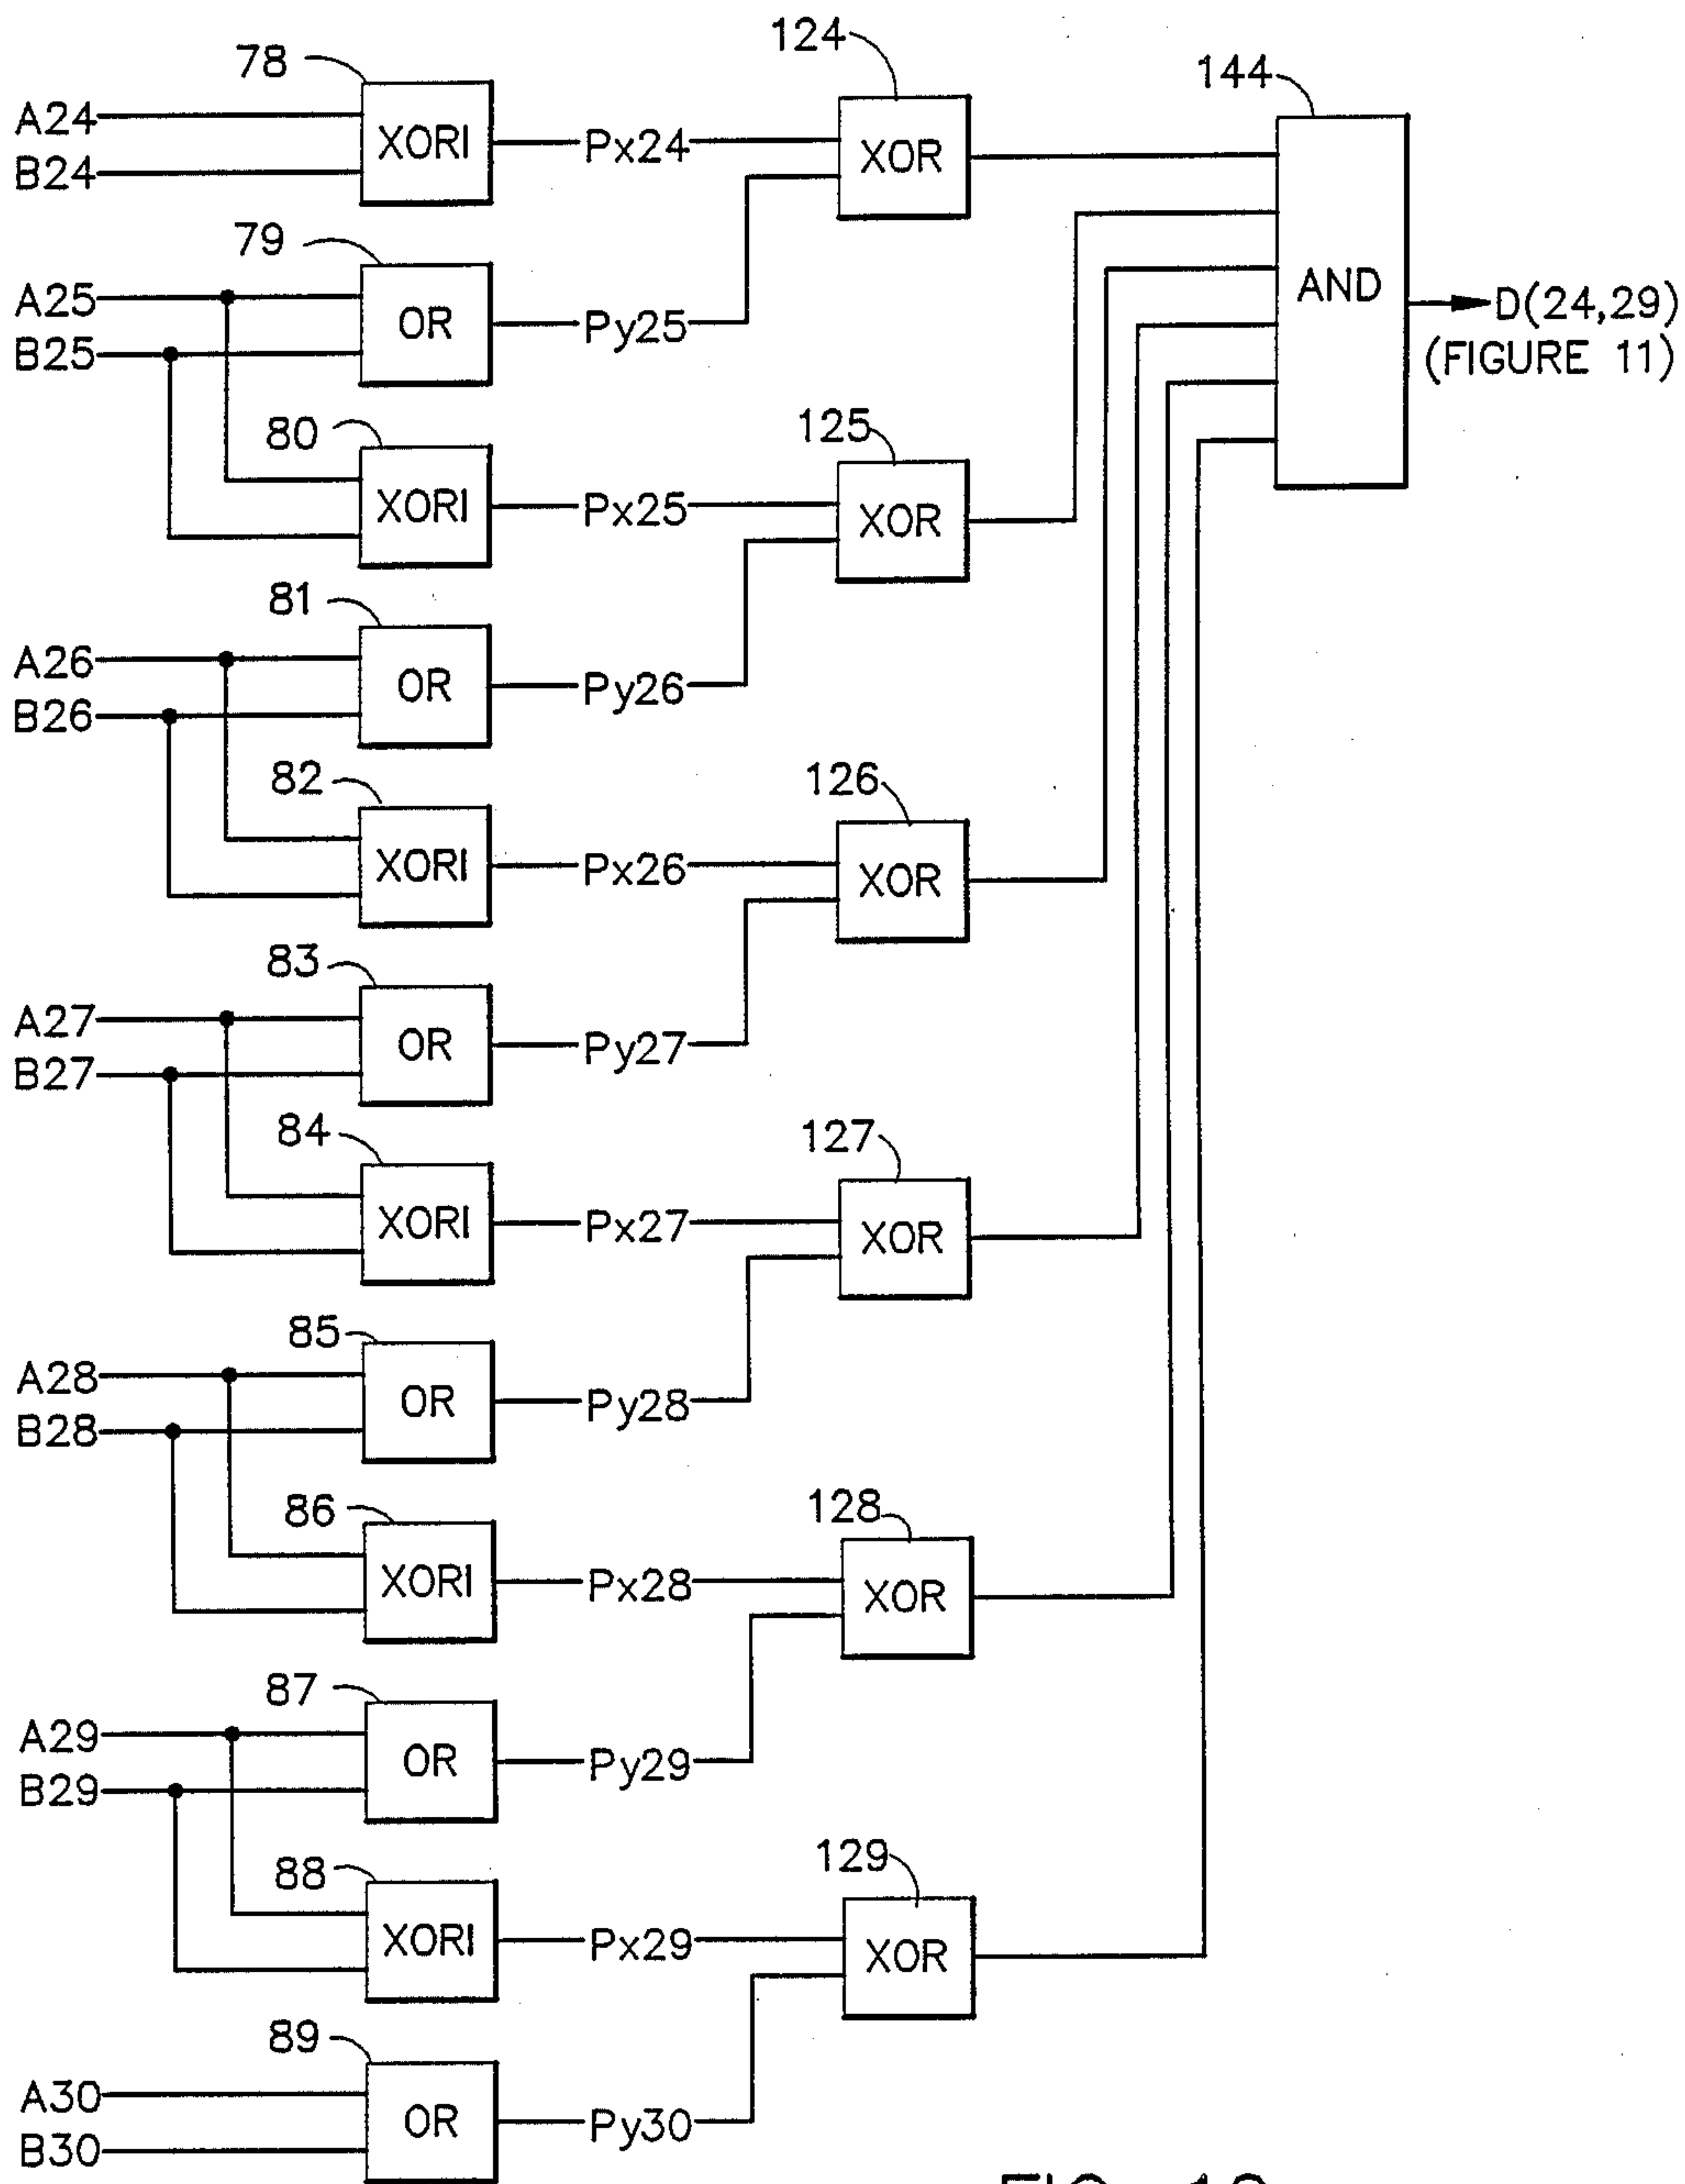 124
78
144
A24
XORI
Px24
XOR
B24
79
A25
OR
Py25
AND
D(24,29)
B25
(FIGURE 11)
80
125
XORI
Px25
XOR
81
A26
OR
Py26
B26
82
126
XORI
Px26
XOR
83
A27
OR
Py27
B27
84
127
XORI
Px27
XOR
85
A28
OR
Py28
B28
86
128
XORI
Px28
XOR
87
A29
OR
Py29
B29
88
129
XORI
Px29
XOR
89
A30
OR
Py30
B30